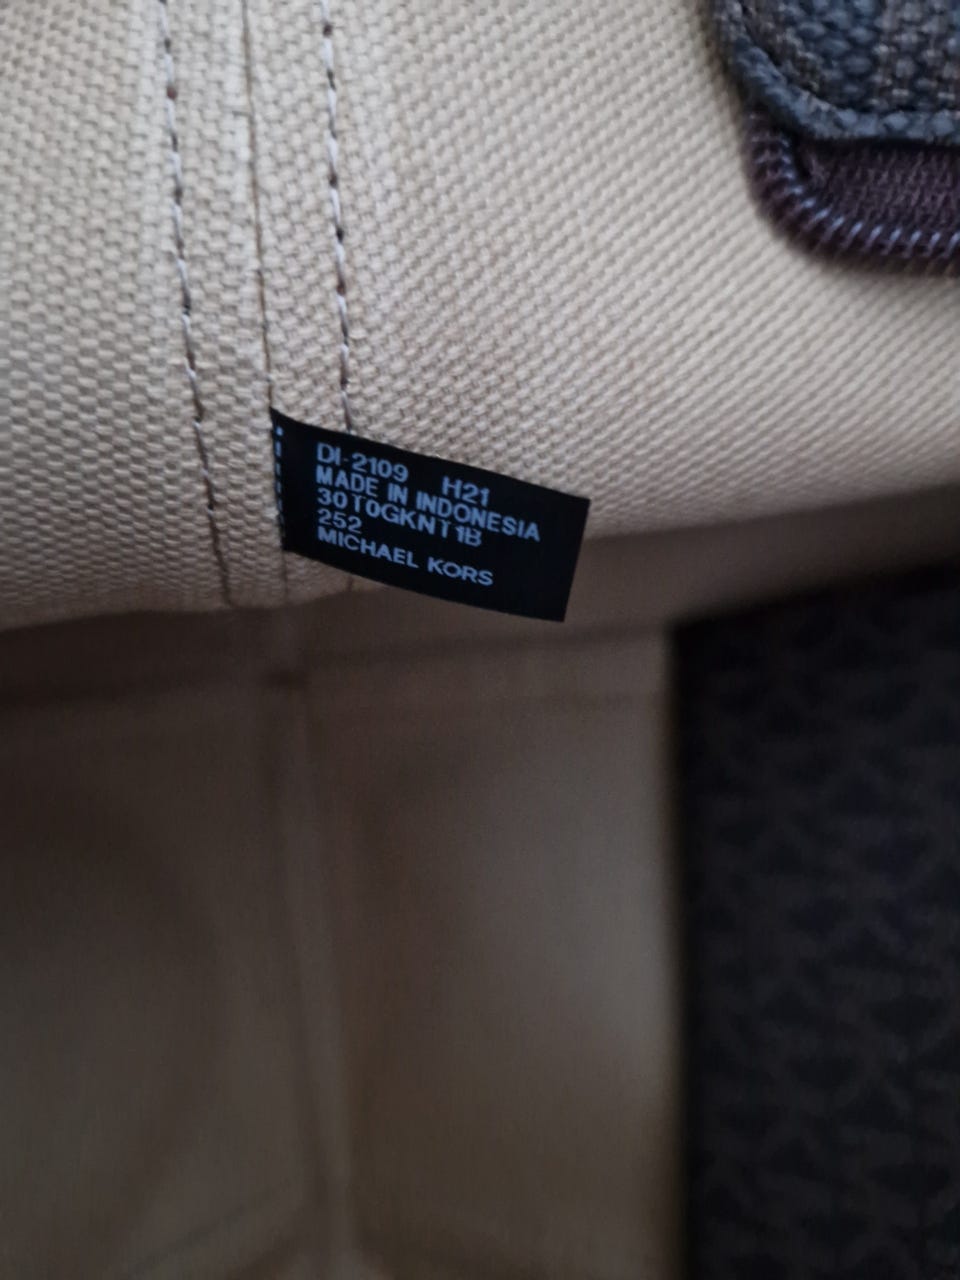 DI-2109 H21
MADE IN INDONESIA
30T0GKNT1B
252
MICHAEL KORS